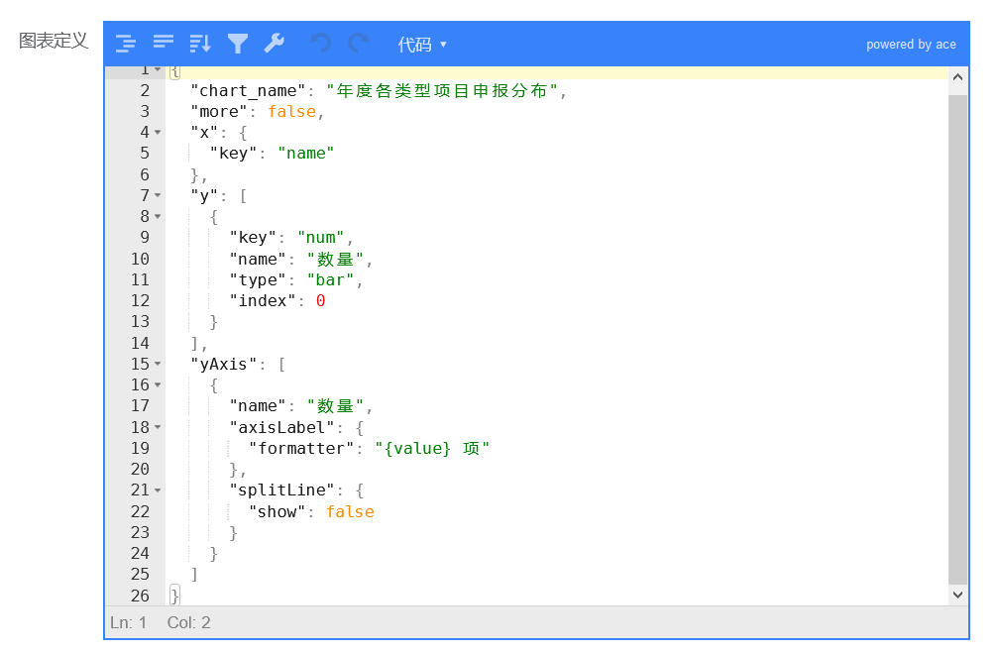 图表定义
代码 ▾
powered by ace
1 {
2   "chart_name": "年度各类型项目申报分布",
3   "more": false,
4   "x": {
5     "key": "name"
6   },
7   "y": [
8     {
9       "key": "num",
10       "name": "数量",
11       "type": "bar",
12       "index": 0
13     }
14   ],
15   "yAxis": [
16     {
17       "name": "数量",
18       "axisLabel": {
19         "formatter": "{value} 项"
20       },
21       "splitLine": {
22         "show": false
23       }
24     }
25   ]
26 }
Ln: 1 Col: 2